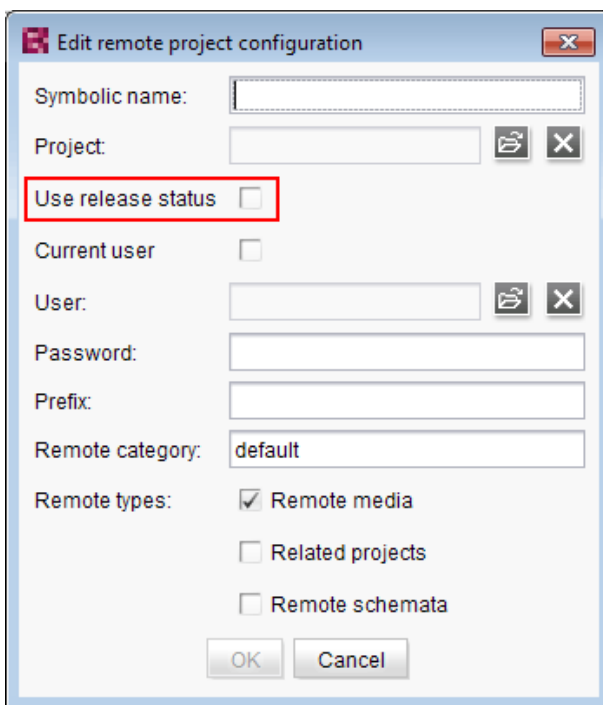 Edit remote project configuration
Symbolic name:
Project:
Use release status
Current user
User:
Password:
Prefix:
Remote category: default
Remote types: Remote media
Related projects
Remote schemata
OK Cancel